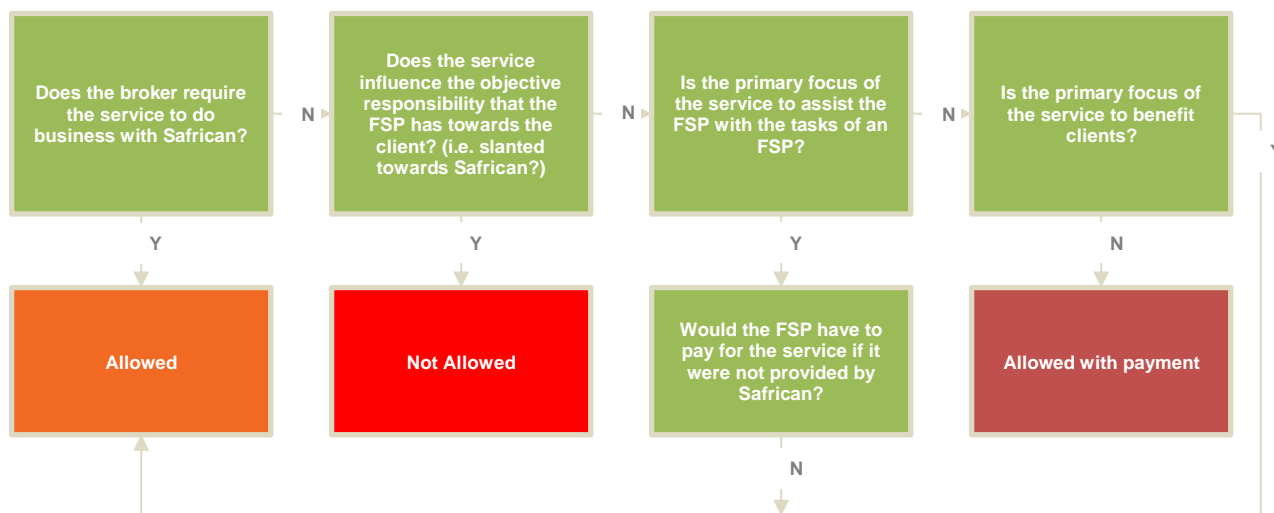 Does the broker require
the service to do
business with Safrican?
N
Does the service
influence the objective
responsibility that the
FSP has towards the
client? (i.e. slanted
towards Safrican?)
N
Is the primary focus of
the service to assist the
FSP with the tasks of an
FSP?
N
Is the primary focus of
the service to benefit
clients?
Y
Y
Y
N
Allowed
Not Allowed
Would the FSP have to
pay for the service if it
were not provided by
Safrican?
Allowed with payment
N